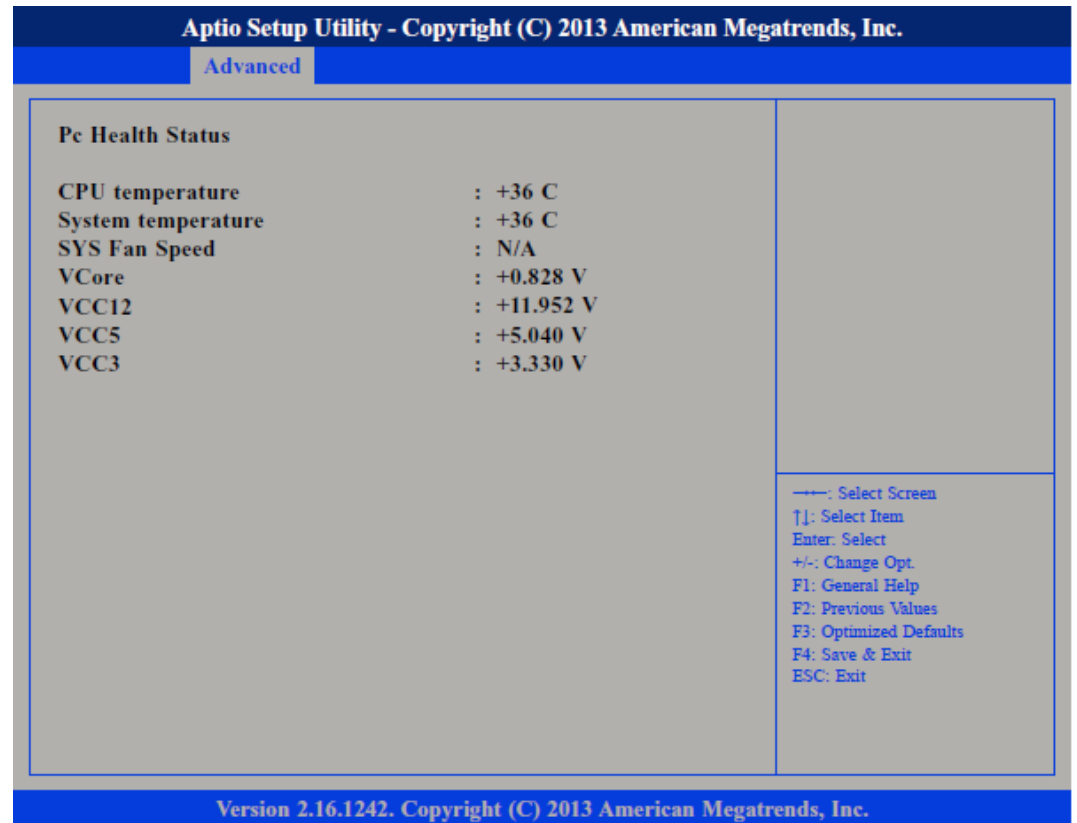 Aptio Setup Utility - Copyright (C) 2013 American Megatrends, Inc.
Advanced
Pc Health Status
CPU temperature : +36 C
System temperature : +36 C
SYS Fan Speed : N/A
VCore : +0.828 V
VCC12 : +11.952 V
VCC5 : +5.040 V
VCC3 : +3.330 V
→←: Select Screen
↑↓: Select Item
Enter: Select
+/-: Change Opt.
F1: General Help
F2: Previous Values
F3: Optimized Defaults
F4: Save & Exit
ESC: Exit
Version 2.16.1242. Copyright (C) 2013 American Megatrends, Inc.